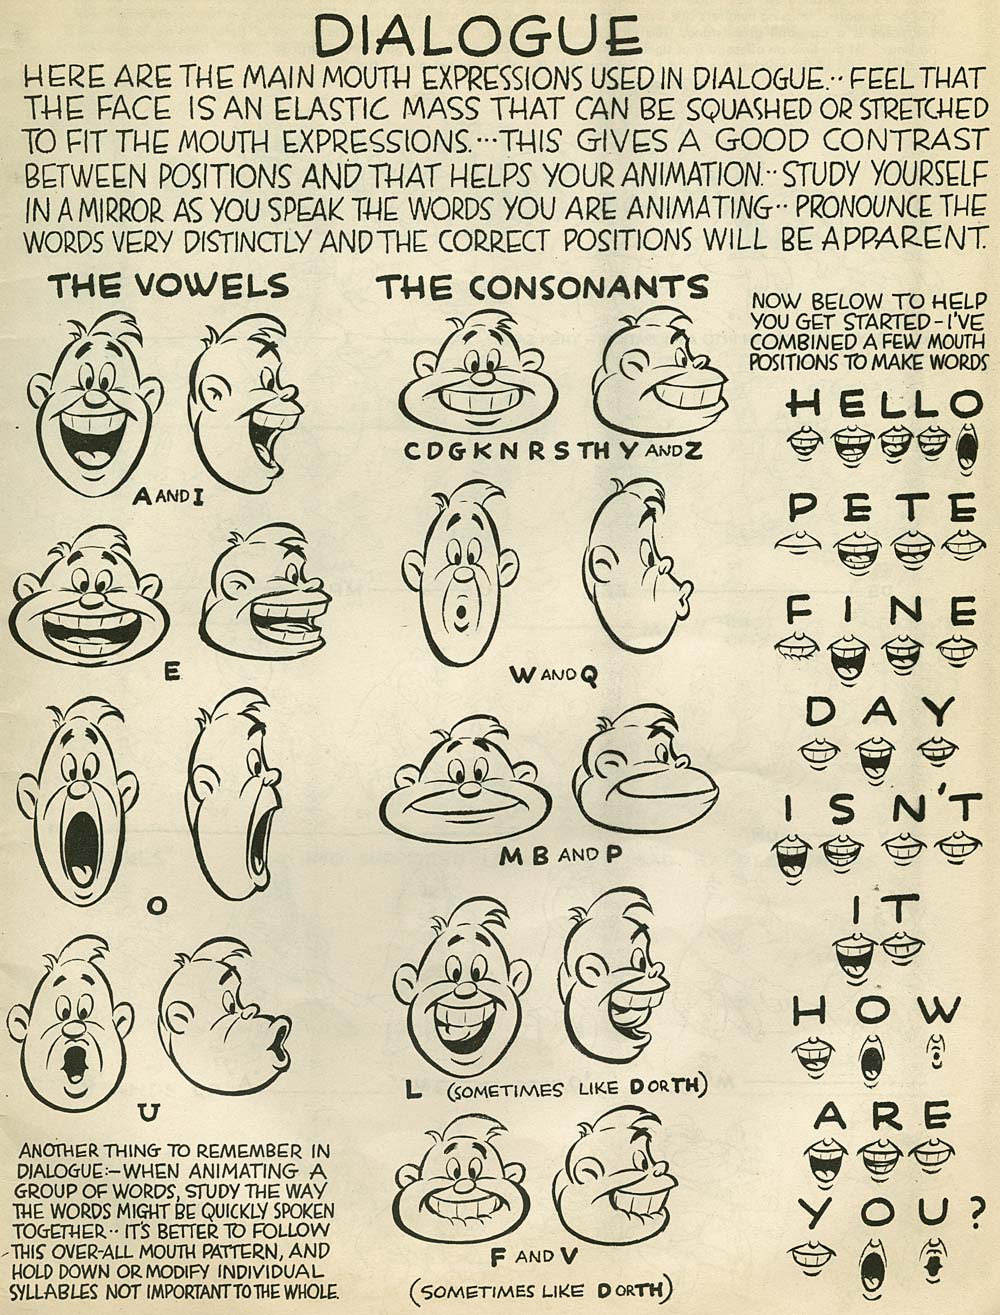 DIALOGUE
HERE ARE THE MAIN MOUTH EXPRESSIONS USED IN DIALOGUE.·· FEEL THAT
THE FACE IS AN ELASTIC MASS THAT CAN BE SQUASHED OR STRETCHED
TO FIT THE MOUTH EXPRESSIONS.···THIS GIVES A GOOD CONTRAST
BETWEEN POSITIONS AND THAT HELPS YOUR ANIMATION.·· STUDY YOURSELF
IN A MIRROR AS YOU SPEAK THE WORDS YOU ARE ANIMATING·· PRONOUNCE THE
WORDS VERY DISTINCTLY AND THE CORRECT POSITIONS WILL BE APPARENT.
THE VOWELS
A AND I
E
O
U
ANOTHER THING TO REMEMBER IN
DIALOGUE:—WHEN ANIMATING A
GROUP OF WORDS, STUDY THE WAY
THE WORDS MIGHT BE QUICKLY SPOKEN
TOGETHER·· IT'S BETTER TO FOLLOW
THIS OVER-ALL MOUTH PATTERN, AND
HOLD DOWN OR MODIFY INDIVIDUAL
SYLLABLES NOT IMPORTANT TO THE WHOLE.
THE CONSONANTS
C D G K N R S TH Y AND Z
W AND Q
M B AND P
L (SOMETIMES LIKE D OR TH)
F AND V
(SOMETIMES LIKE D OR TH)
NOW BELOW TO HELP
YOU GET STARTED-I'VE
COMBINED A FEW MOUTH
POSITIONS TO MAKE WORDS
HELLO
PETE
FINE
DAY
ISN'T
IT
HOW
ARE
YOU?